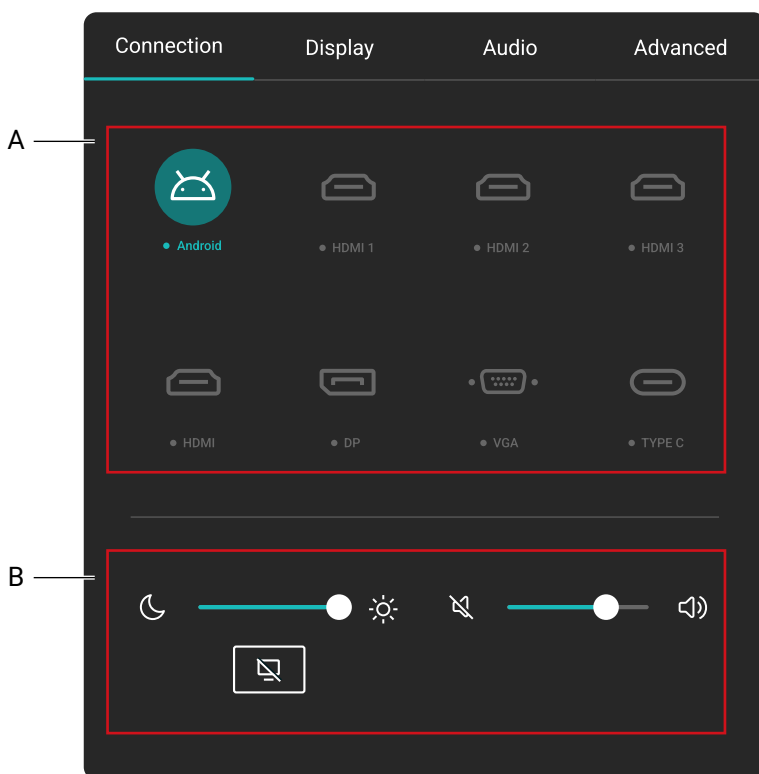 Connection Display Audio Advanced
A
• Android • HDMI 1 • HDMI 2 • HDMI 3
• HDMI • DP • VGA • TYPE C
B